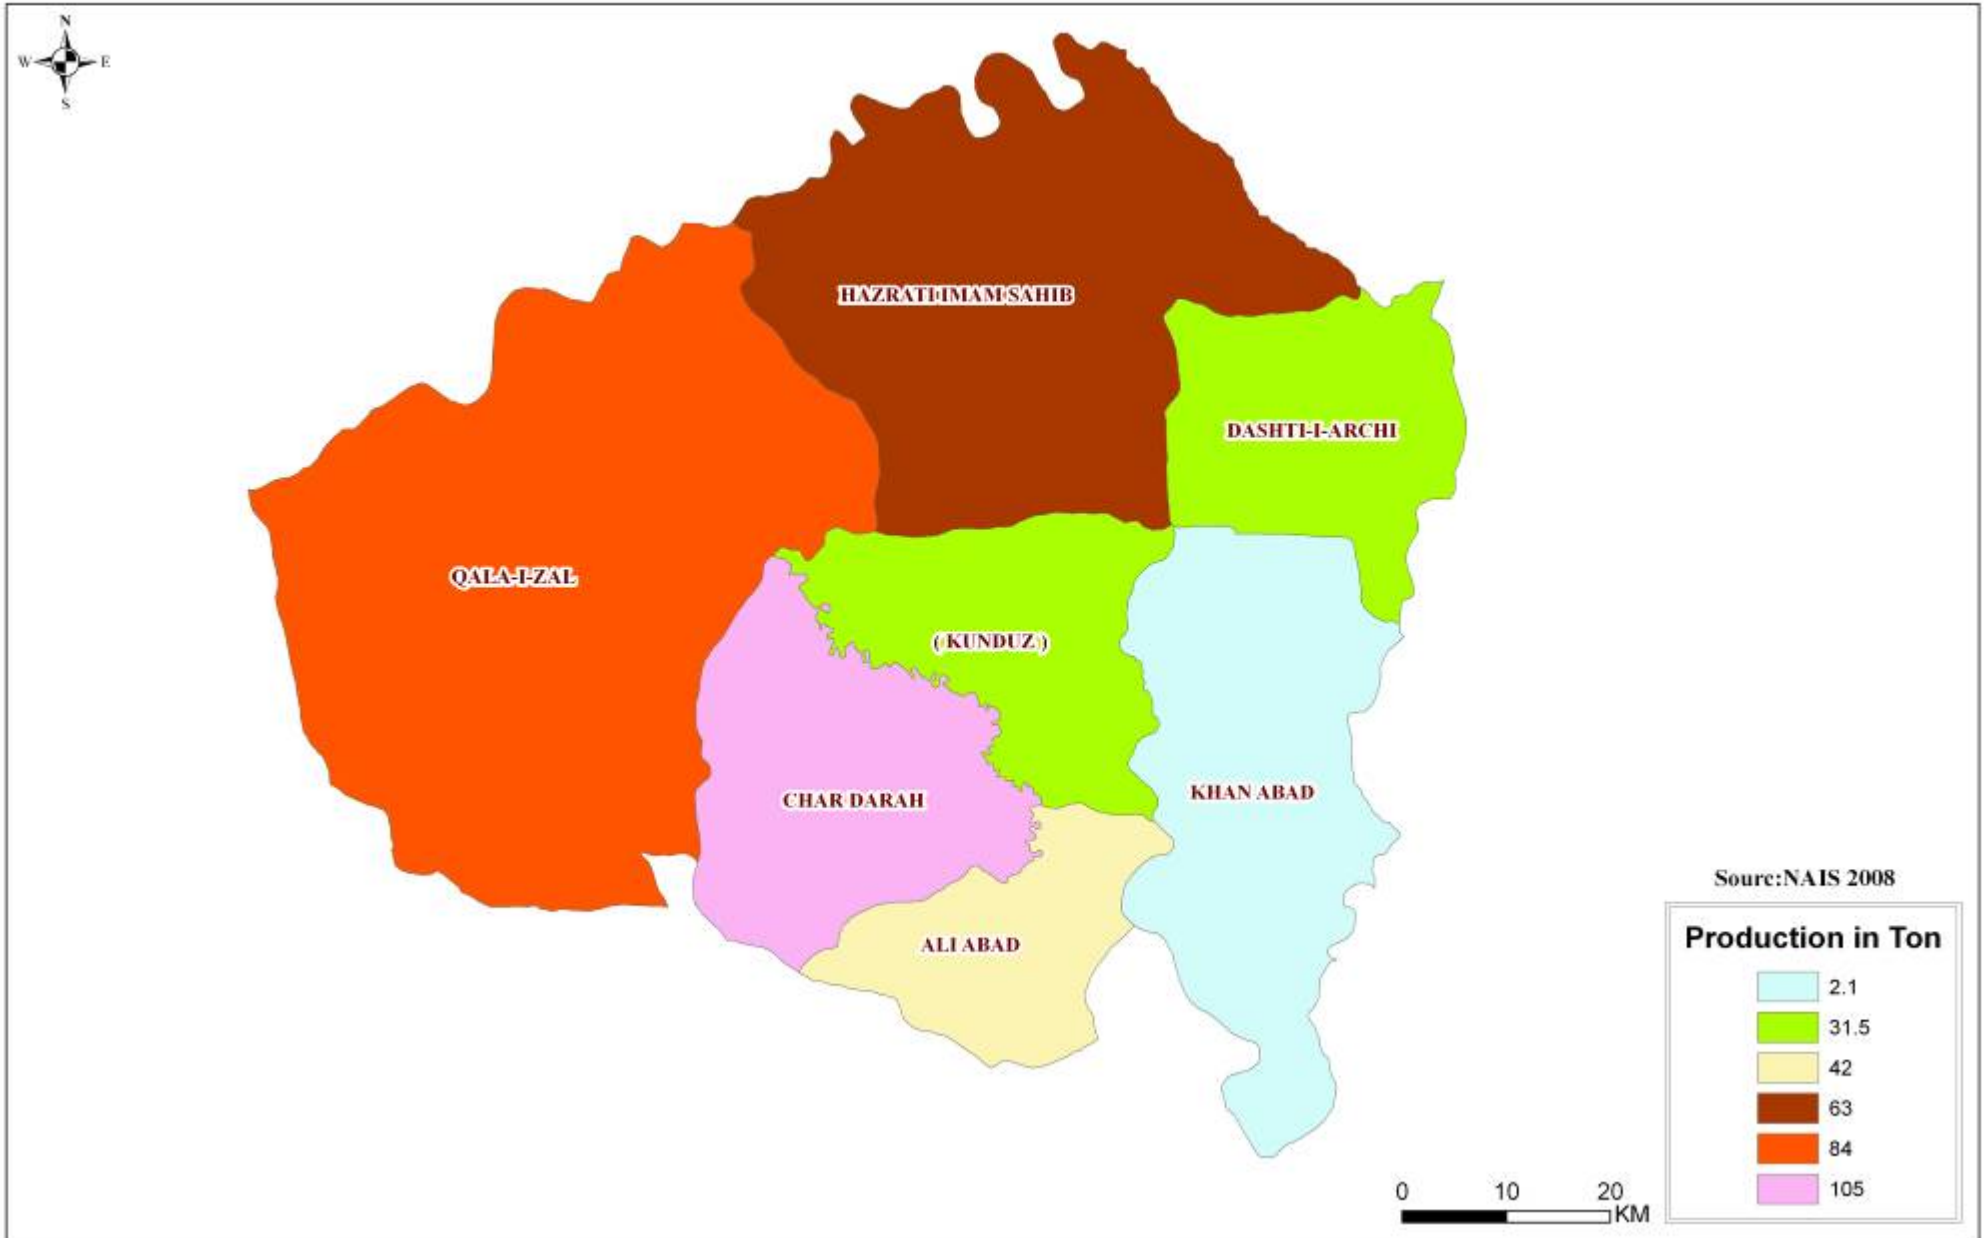 N
W E
S
HAZRATI IMAM SAHIB
DASHTI-I-ARCHI
QALA-I-ZAL
( KUNDUZ )
KHAN ABAD
CHAR DARAH
ALI ABAD
Sourc:NAIS 2008
Production in Ton
2.1
31.5
42
63
84
105
0 10 20
KM